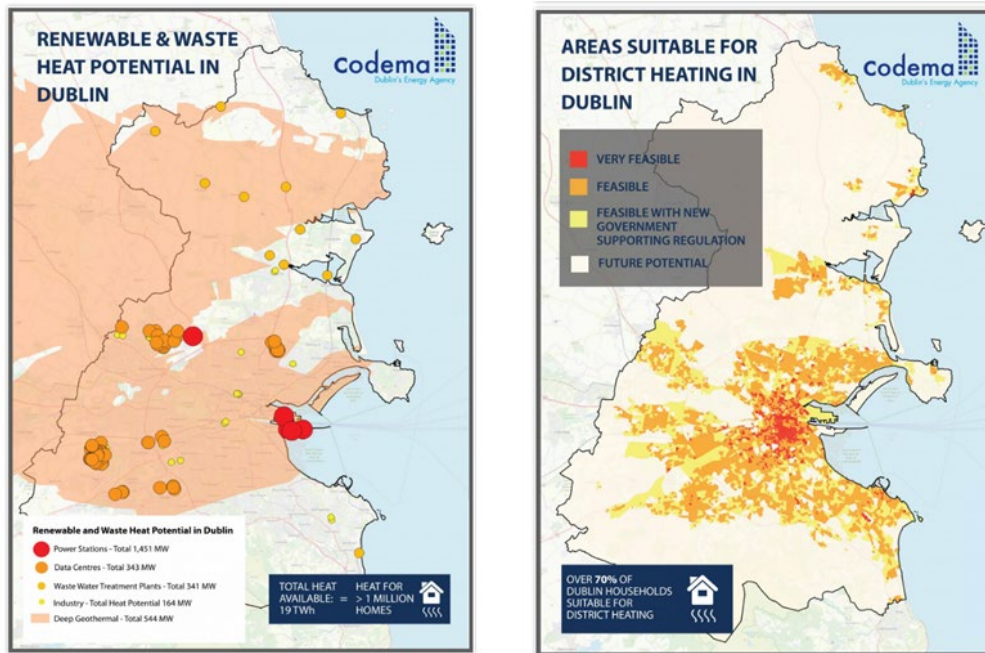 RENEWABLE & WASTE
HEAT POTENTIAL IN
DUBLIN
codema
Dublin's Energy Agency
Renewable and Waste Heat Potential in Dublin
Power Stations - Total 1,451 MW
Data Centres - Total 343 MW
Waste Water Treatment Plants - Total 341 MW
Industry - Total Heat Potential 164 MW
Deep Geothermal - Total 544 MW
TOTAL HEAT
AVAILABLE:
19 TWh
=
HEAT FOR
> 1 MILLION
HOMES
AREAS SUITABLE FOR
DISTRICT HEATING IN
DUBLIN
codema
Dublin's Energy Agency
VERY FEASIBLE
FEASIBLE
FEASIBLE WITH NEW
GOVERNMENT
SUPPORTING REGULATION
FUTURE POTENTIAL
OVER 70% OF
DUBLIN HOUSEHOLDS
SUITABLE FOR
DISTRICT HEATING